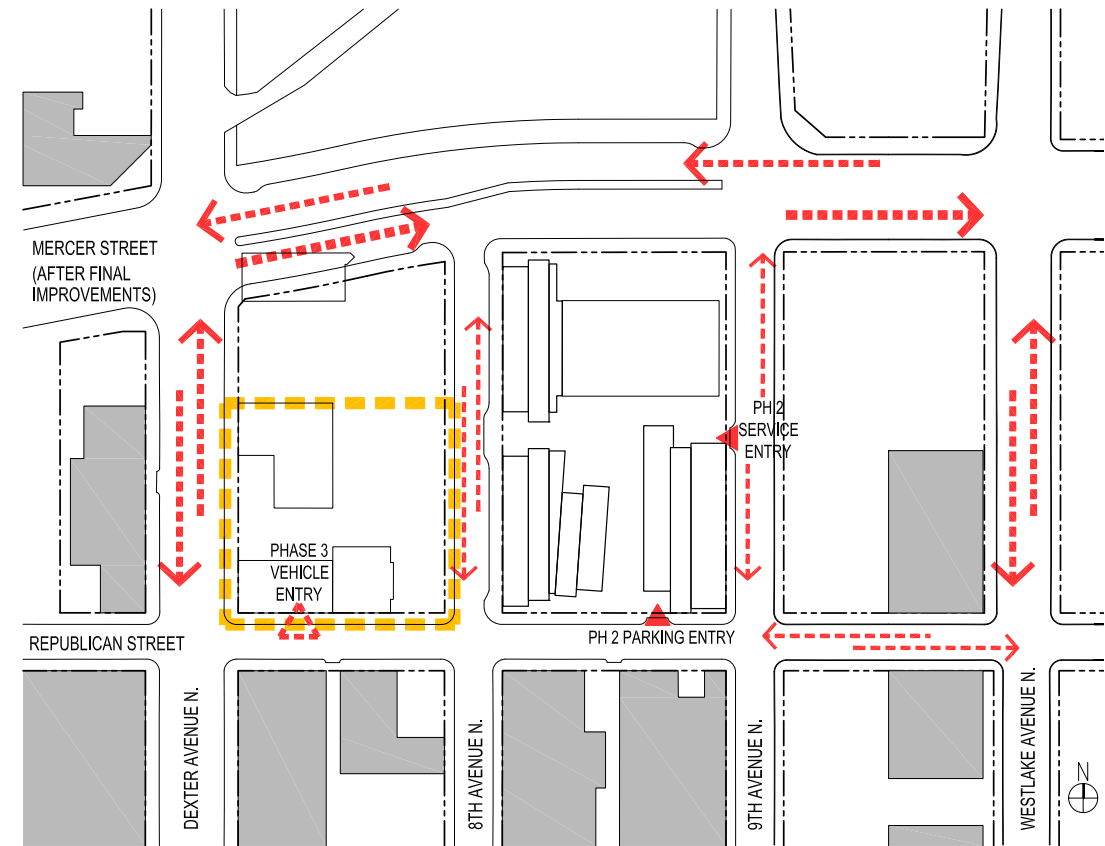 MERCER STREET
(AFTER FINAL
IMPROVEMENTS)
PH 2
SERVICE
ENTRY
PHASE 3
VEHICLE
ENTRY
REPUBLICAN STREET
PH 2 PARKING ENTRY
DEXTER AVENUE N.
8TH AVENUE N.
9TH AVENUE N.
WESTLAKE AVENUE N.
N